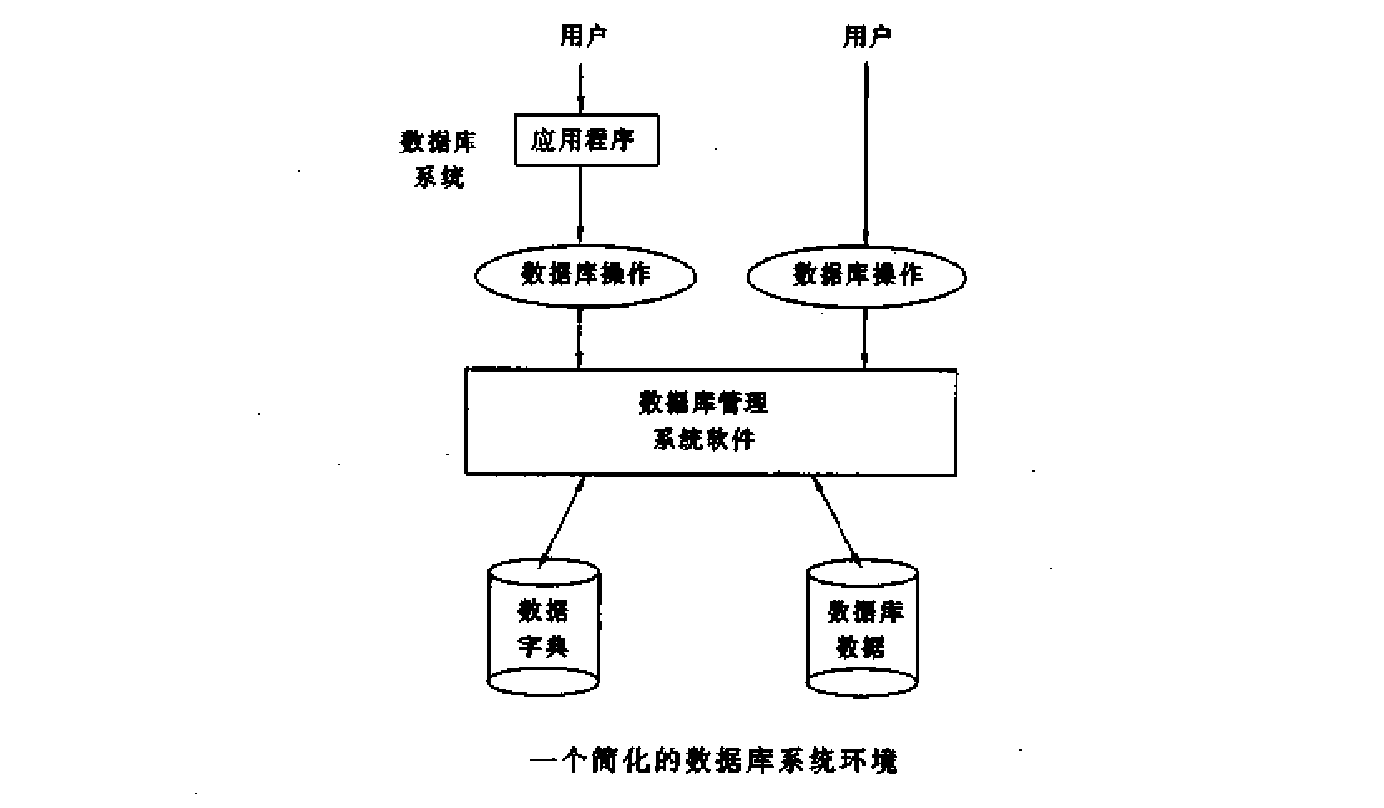 用户
用户
应用程序
数据库
系统
数据库操作
数据库操作
数据库管理
系统软件
数据
字典
数据库
数据
一个简化的数据库系统环境